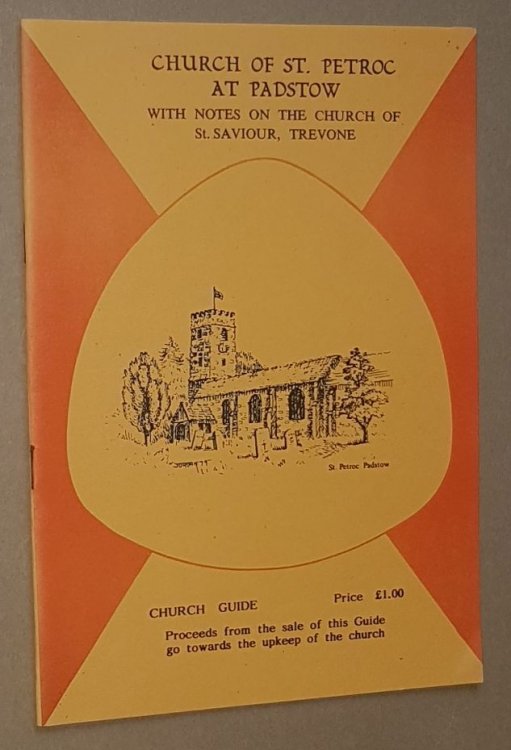 CHURCH OF ST. PETROC
AT PADSTOW
WITH NOTES ON THE CHURCH OF
St. SAVIOUR, TREVONE
St. Petroc Padstow
CHURCH GUIDE Price £1.00
Proceeds from the sale of this Guide
go towards the upkeep of the church